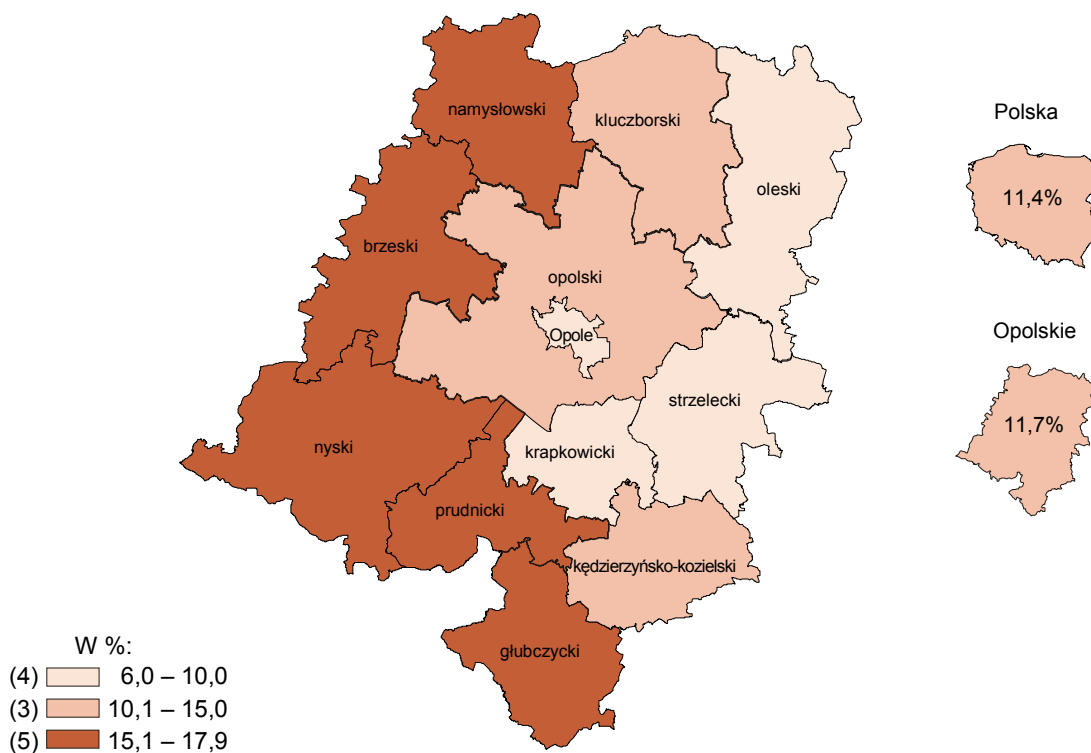 namysłowski
kluczborski
oleski
brzeski
opolski
Opole
strzelecki
nyski
krapkowicki
prudnicki
kędzierzyńsko-kozielski
głubczycki
Polska
11,4%
Opolskie
11,7%
W %:
(4) 6,0 – 10,0
(3) 10,1 – 15,0
(5) 15,1 – 17,9